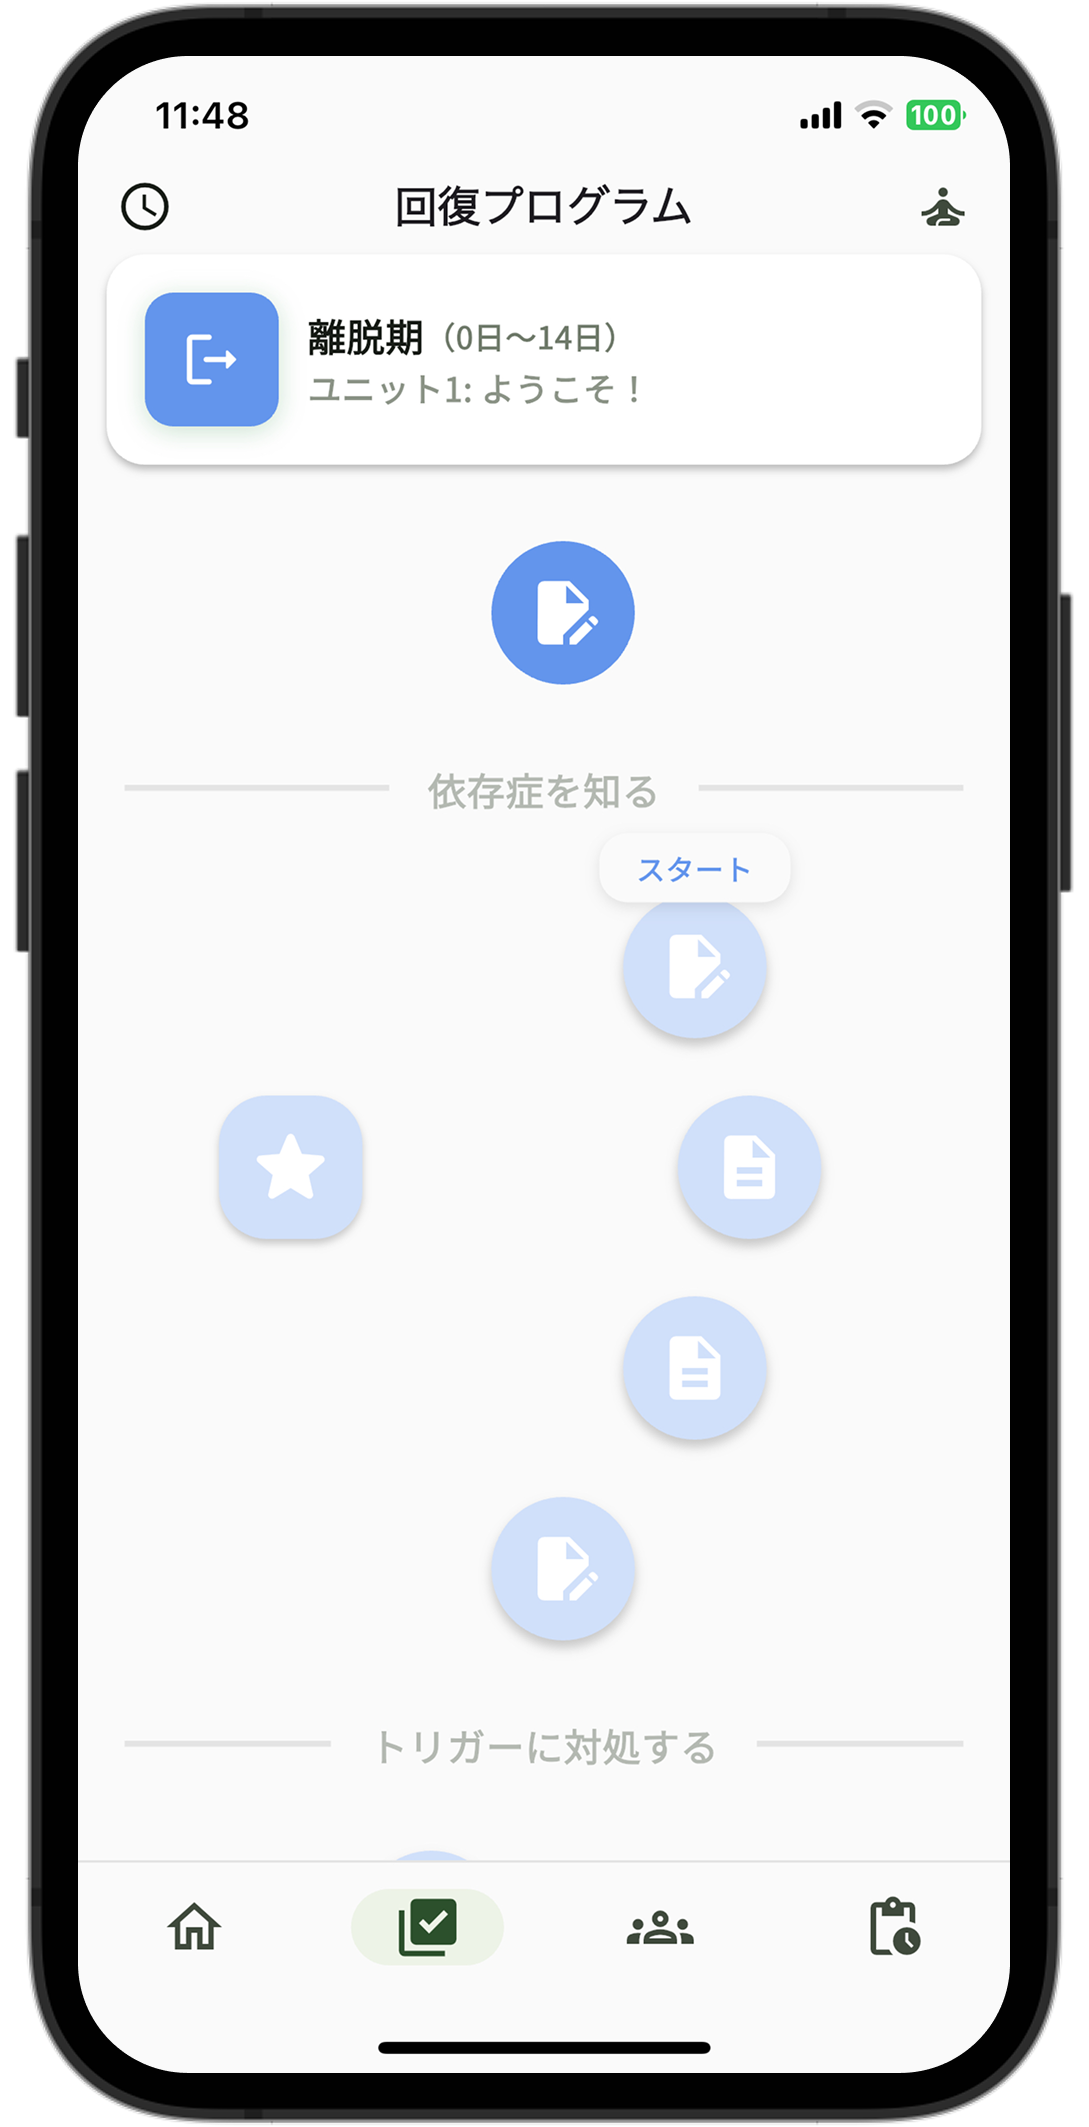 11:48
100
回復プログラム
離脱期（0日〜14日）
ユニット1: ようこそ！
依存症を知る
スタート
トリガーに対処する